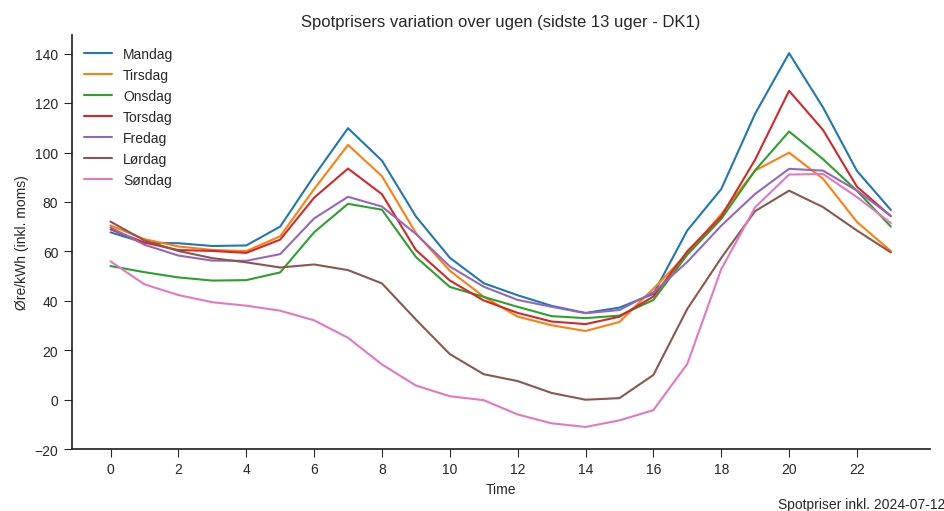 Spotprisers variation over ugen (sidste 13 uger - DK1)
Mandag
Tirsdag
Onsdag
Torsdag
Fredag
Lørdag
Søndag
Øre/kWh (inkl. moms)
140
120
100
80
60
40
20
0
−20
0 2 4 6 8 10 12 14 16 18 20 22
Time
Spotpriser inkl. 2024-07-12